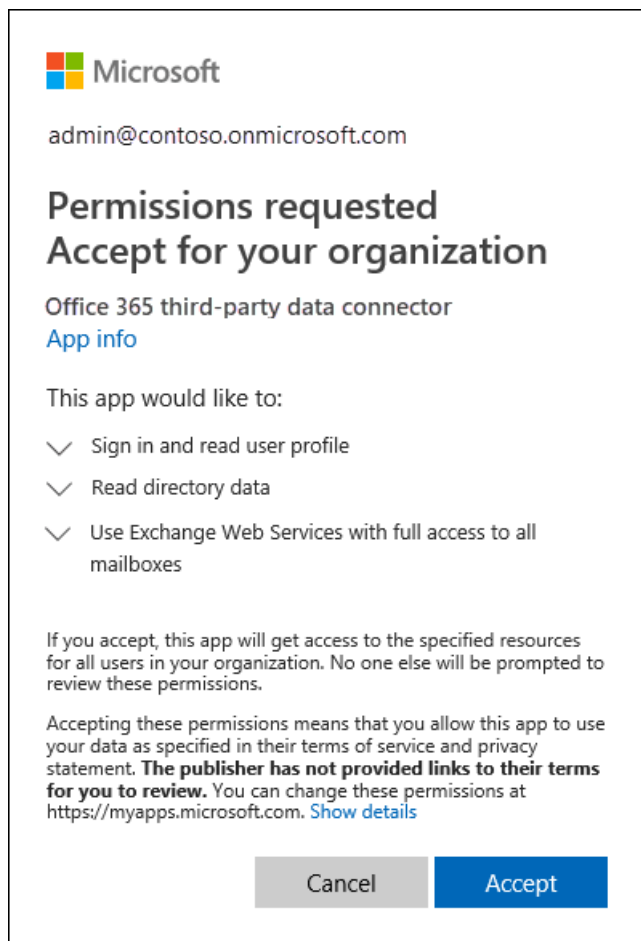 Microsoft
admin@contoso.onmicrosoft.com
Permissions requested
Accept for your organization
Office 365 third-party data connector
App info
This app would like to:
Sign in and read user profile
Read directory data
Use Exchange Web Services with full access to all
mailboxes
If you accept, this app will get access to the specified resources
for all users in your organization. No one else will be prompted to
review these permissions.
Accepting these permissions means that you allow this app to use
your data as specified in their terms of service and privacy
statement. The publisher has not provided links to their terms
for you to review. You can change these permissions at
https://myapps.microsoft.com. Show details
Cancel Accept